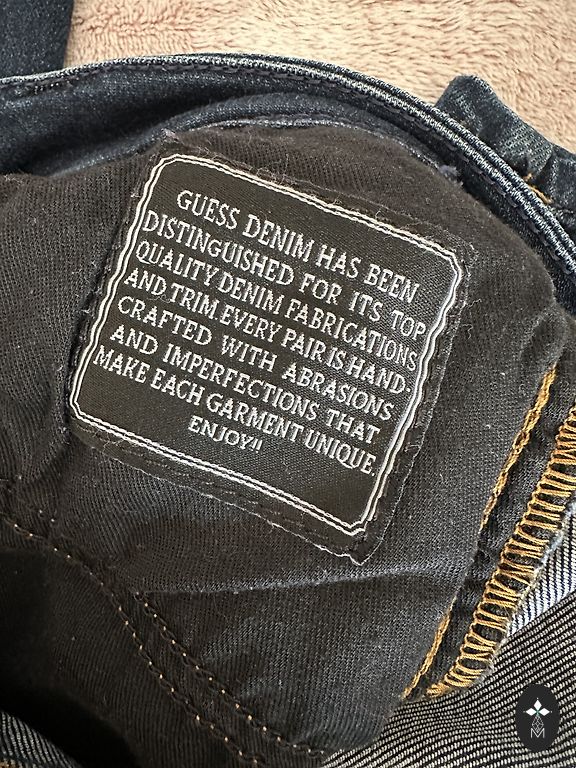 GUESS DENIM HAS BEEN
DISTINGUISHED FOR ITS TOP
QUALITY DENIM FABRICATIONS
AND TRIM EVERY PAIR IS HAND-
CRAFTED WITH ABRASIONS
AND IMPERFECTIONS THAT
MAKE EACH GARMENT UNIQUE.
ENJOY!!
M